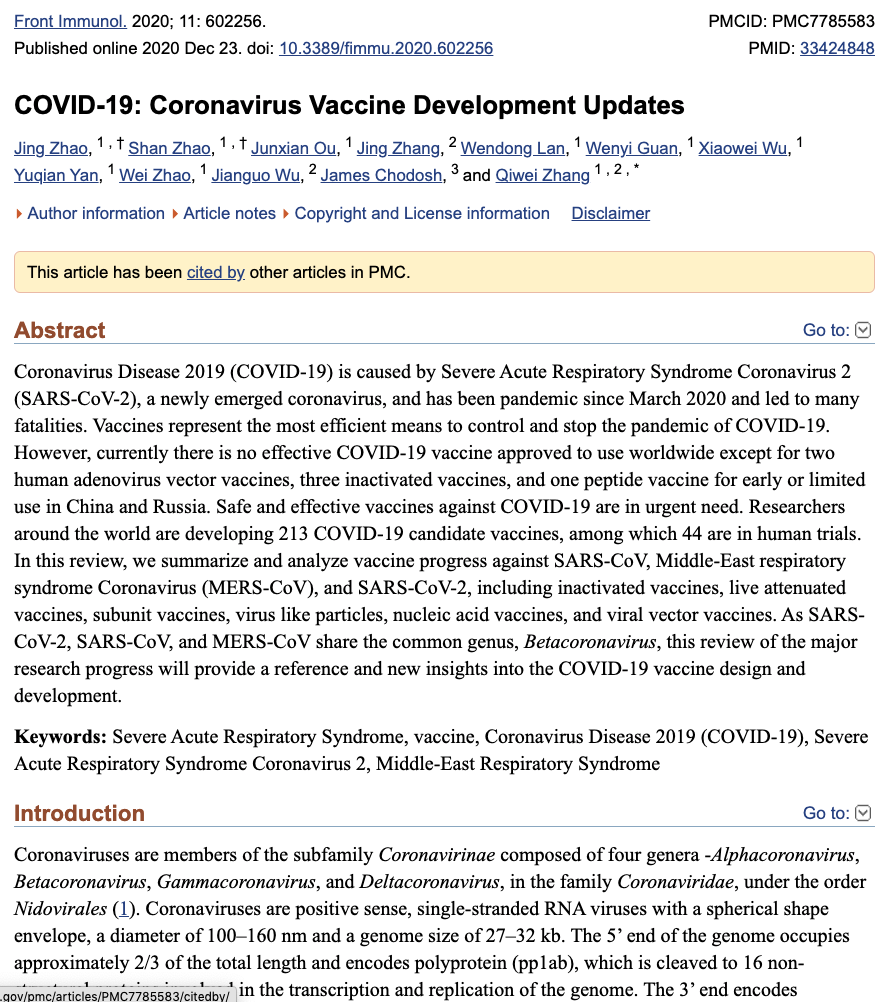 Front Immunol. 2020; 11: 602256. PMCID: PMC7785583
Published online 2020 Dec 23. doi: 10.3389/fimmu.2020.602256 PMID: 33424848
COVID-19: Coronavirus Vaccine Development Updates
Jing Zhao, 1 , † Shan Zhao, 1 , † Junxian Ou, 1 Jing Zhang, 2 Wendong Lan, 1 Wenyi Guan, 1 Xiaowei Wu, 1
Yuqian Yan, 1 Wei Zhao, 1 Jianguo Wu, 2 James Chodosh, 3 and Qiwei Zhang 1 , 2 , *
Author information Article notes Copyright and License information Disclaimer
This article has been cited by other articles in PMC.
Abstract Go to:
Coronavirus Disease 2019 (COVID-19) is caused by Severe Acute Respiratory Syndrome Coronavirus 2
(SARS-CoV-2), a newly emerged coronavirus, and has been pandemic since March 2020 and led to many
fatalities. Vaccines represent the most efficient means to control and stop the pandemic of COVID-19.
However, currently there is no effective COVID-19 vaccine approved to use worldwide except for two
human adenovirus vector vaccines, three inactivated vaccines, and one peptide vaccine for early or limited
use in China and Russia. Safe and effective vaccines against COVID-19 are in urgent need. Researchers
around the world are developing 213 COVID-19 candidate vaccines, among which 44 are in human trials.
In this review, we summarize and analyze vaccine progress against SARS-CoV, Middle-East respiratory
syndrome Coronavirus (MERS-CoV), and SARS-CoV-2, including inactivated vaccines, live attenuated
vaccines, subunit vaccines, virus like particles, nucleic acid vaccines, and viral vector vaccines. As SARS-
CoV-2, SARS-CoV, and MERS-CoV share the common genus, Betacoronavirus, this review of the major
research progress will provide a reference and new insights into the COVID-19 vaccine design and
development.
Keywords: Severe Acute Respiratory Syndrome, vaccine, Coronavirus Disease 2019 (COVID-19), Severe
Acute Respiratory Syndrome Coronavirus 2, Middle-East Respiratory Syndrome
Introduction Go to:
Coronaviruses are members of the subfamily Coronavirinae composed of four genera -Alphacoronavirus,
Betacoronavirus, Gammacoronavirus, and Deltacoronavirus, in the family Coronaviridae, under the order
Nidovirales (1). Coronaviruses are positive sense, single-stranded RNA viruses with a spherical shape
envelope, a diameter of 100–160 nm and a genome size of 27–32 kb. The 5’ end of the genome occupies
approximately 2/3 of the total length and encodes polyprotein (pp1ab), which is cleaved to 16 non-
in the transcription and replication of the genome. The 3’ end encodes
.gov/pmc/articles/PMC7785583/citedby/